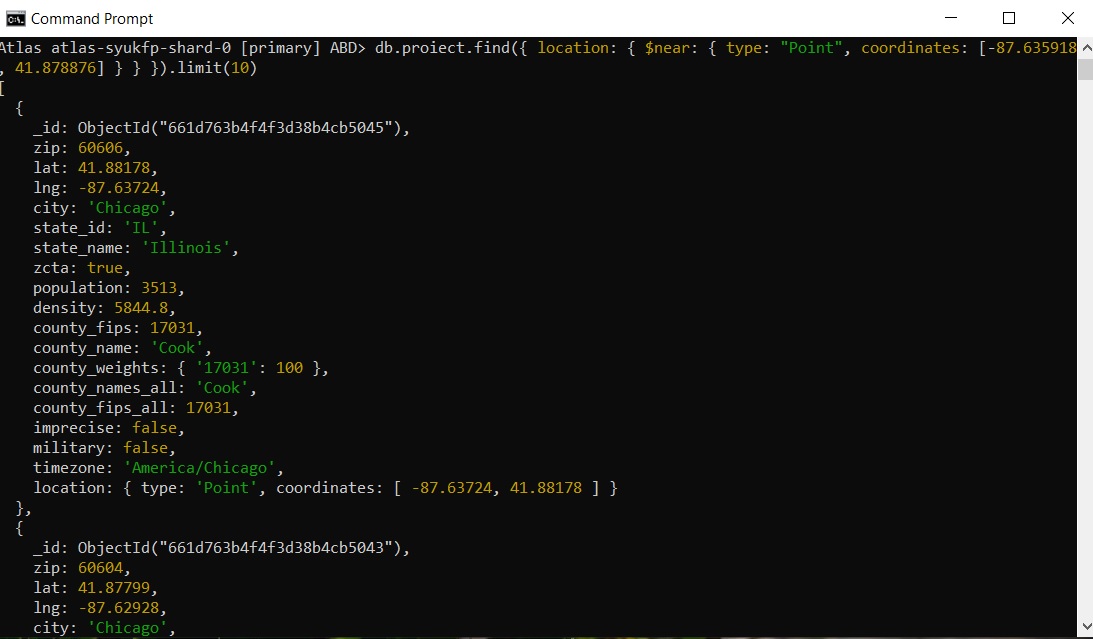 Command Prompt
Atlas atlas-syukfp-shard-0 [primary] ABD> db.proiect.find({ location: { $near: { type: "Point", coordinates: [-87.635918
, 41.878876] } } }).limit(10)
[
{
_id: ObjectId("661d763b4f4f3d38b4cb5045"),
zip: 60606,
lat: 41.88178,
lng: -87.63724,
city: 'Chicago',
state_id: 'IL',
state_name: 'Illinois',
zcta: true,
population: 3513,
density: 5844.8,
county_fips: 17031,
county_name: 'Cook',
county_weights: { '17031': 100 },
county_names_all: 'Cook',
county_fips_all: 17031,
imprecise: false,
military: false,
timezone: 'America/Chicago',
location: { type: 'Point', coordinates: [ -87.63724, 41.88178 ] }
},
{
_id: ObjectId("661d763b4f4f3d38b4cb5043"),
zip: 60604,
lat: 41.87799,
lng: -87.62928,
city: 'Chicago',